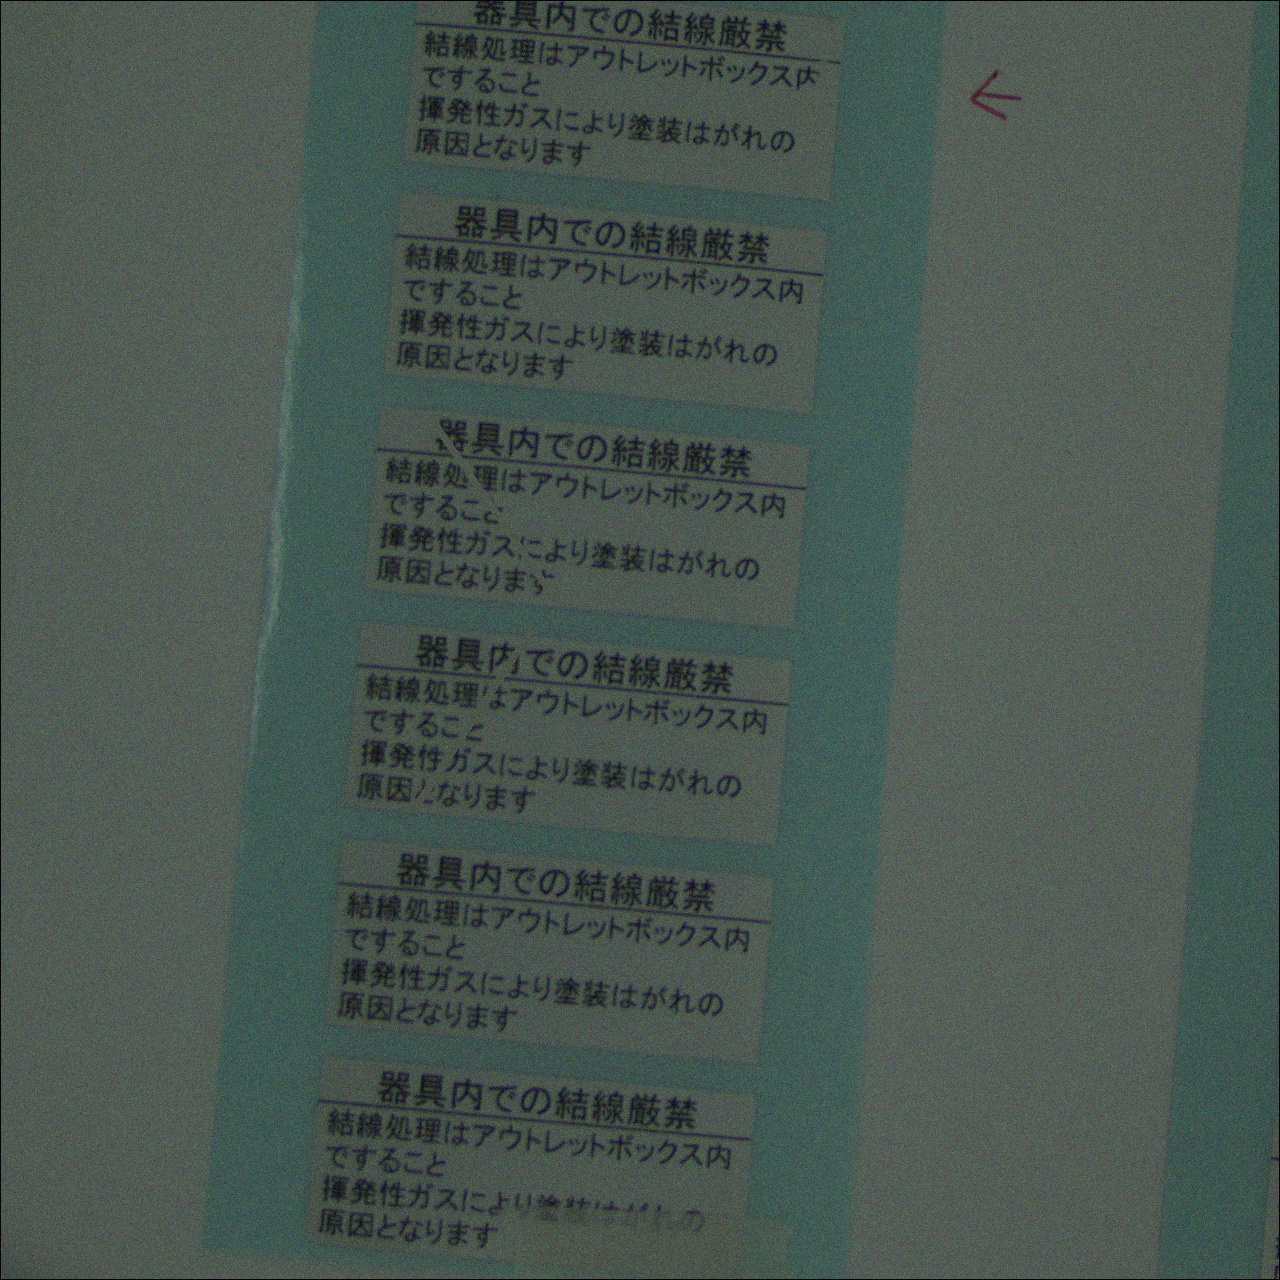 器具内での結線厳禁
結線処理はアウトレットボックス内
ですること
揮発性ガスにより塗装はがれの
原因となります
器具内での結線厳禁
結線処理はアウトレットボックス内
ですること
揮発性ガスにより塗装はがれの
原因となります
器具内での結線厳禁
結線処理はアウトレットボックス内
ですること
揮発性ガスにより塗装はがれの
原因となります
器具内での結線厳禁
結線処理はアウトレットボックス内
ですること
揮発性ガスにより塗装はがれの
原因となります
器具内での結線厳禁
結線処理はアウトレットボックス内
ですること
揮発性ガスにより塗装はがれの
原因となります
器具内での結線厳禁
結線処理はアウトレットボックス内
ですること
揮発性ガスにより塗装はがれの
原因となります